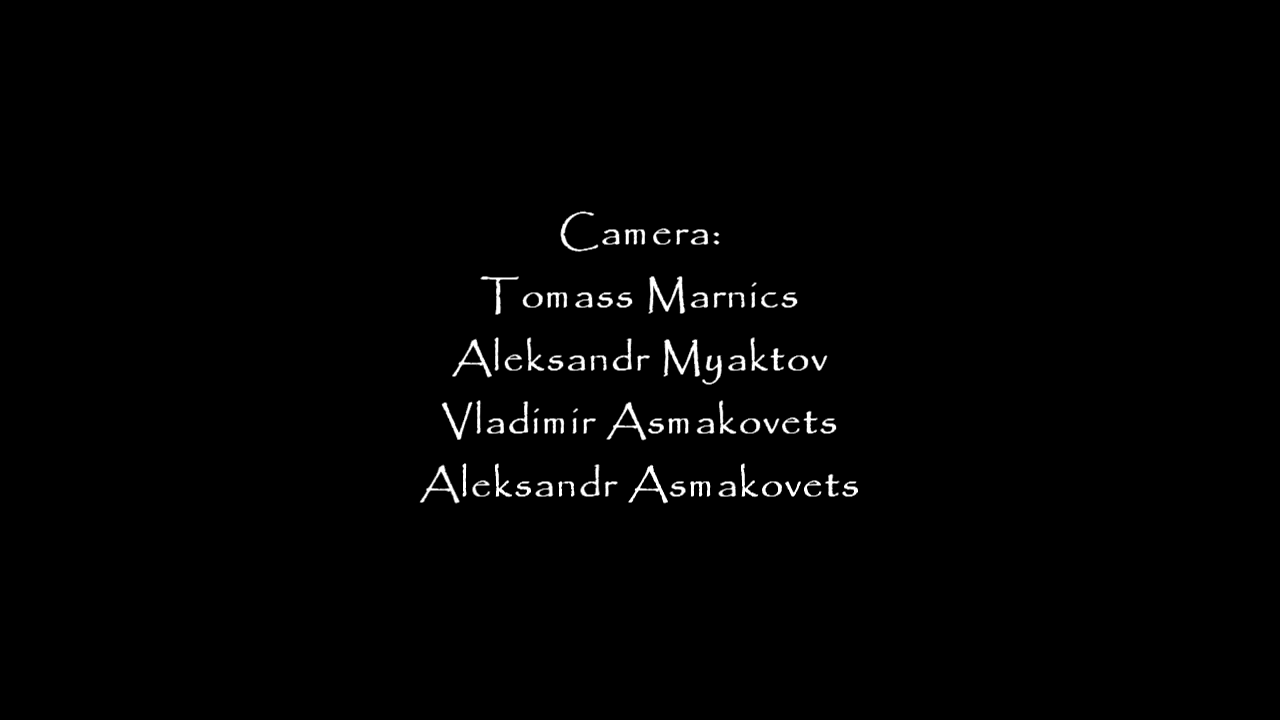 Camera:
Tomass Marnics
Aleksandr Myaktov
Vladimir Asmakovets
Aleksandr Asmakovets